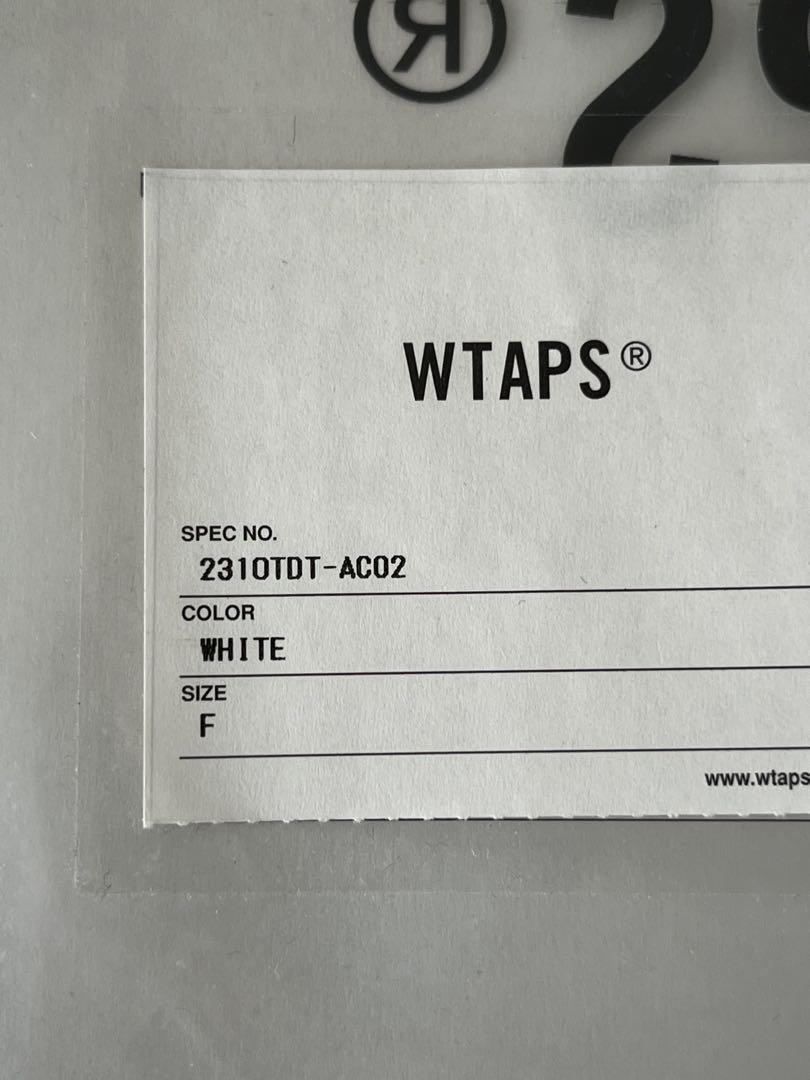 WTAPS®
SPEC NO.
2310TDT-AC02
COLOR
WHITE
SIZE
F
www.wtaps